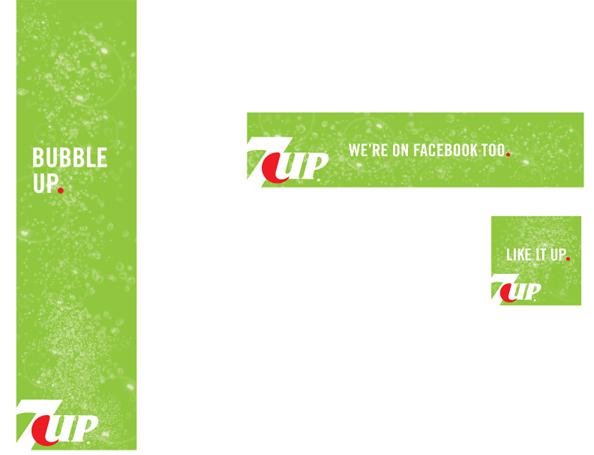 BUBBLE
UP.
7UP
WE'RE ON FACEBOOK TOO.
7UP
LIKE IT UP.
7UP